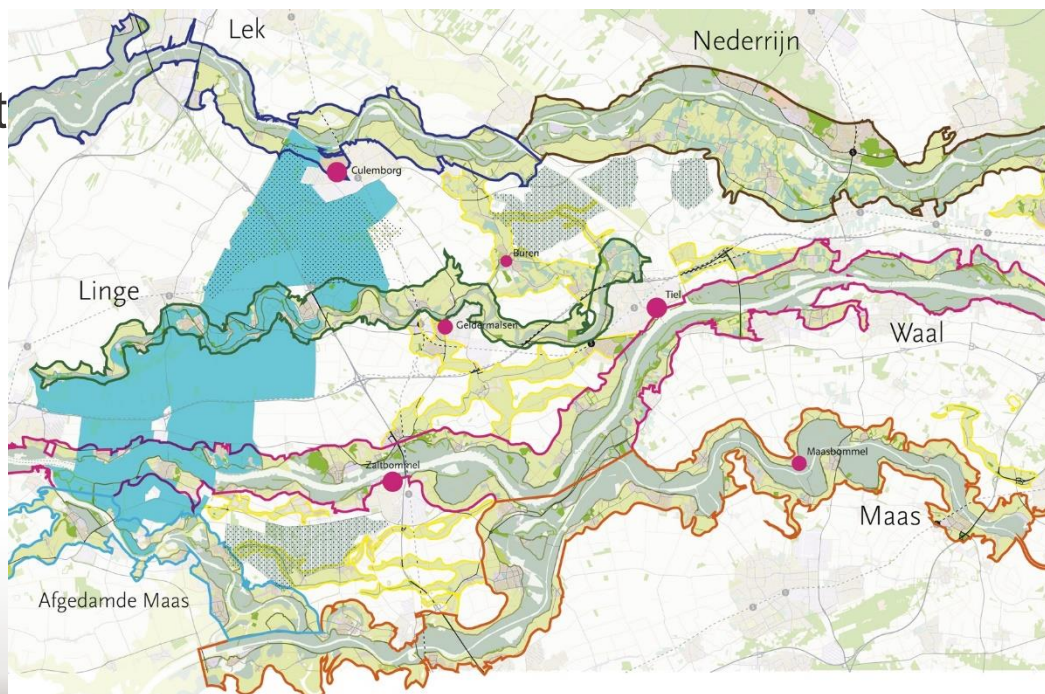 t
Lek
Nederrijn
Culemborg
Buren
Linge
Tiel
Geldermalsen
Waal
Zaltbommel
Maasbommel
Maas
Afgedamde Maas